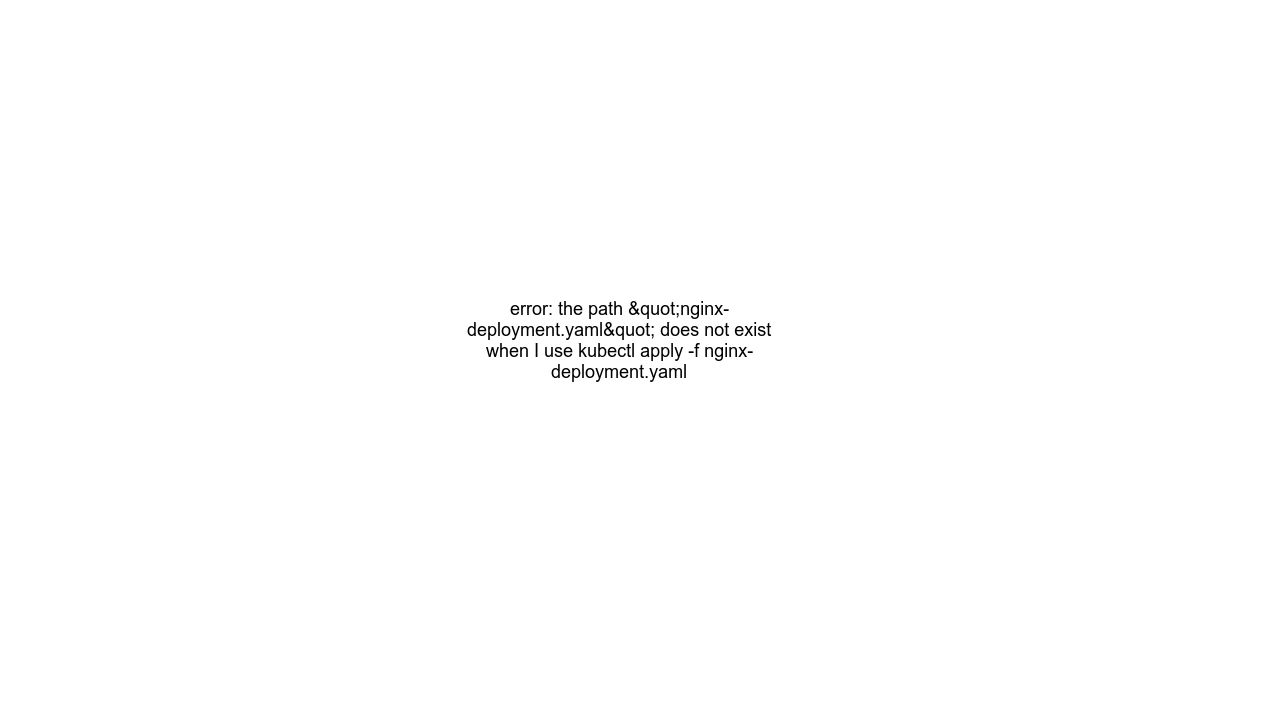 error: the path &quot;nginx-
deployment.yaml&quot; does not exist
when I use kubectl apply -f nginx-
deployment.yaml